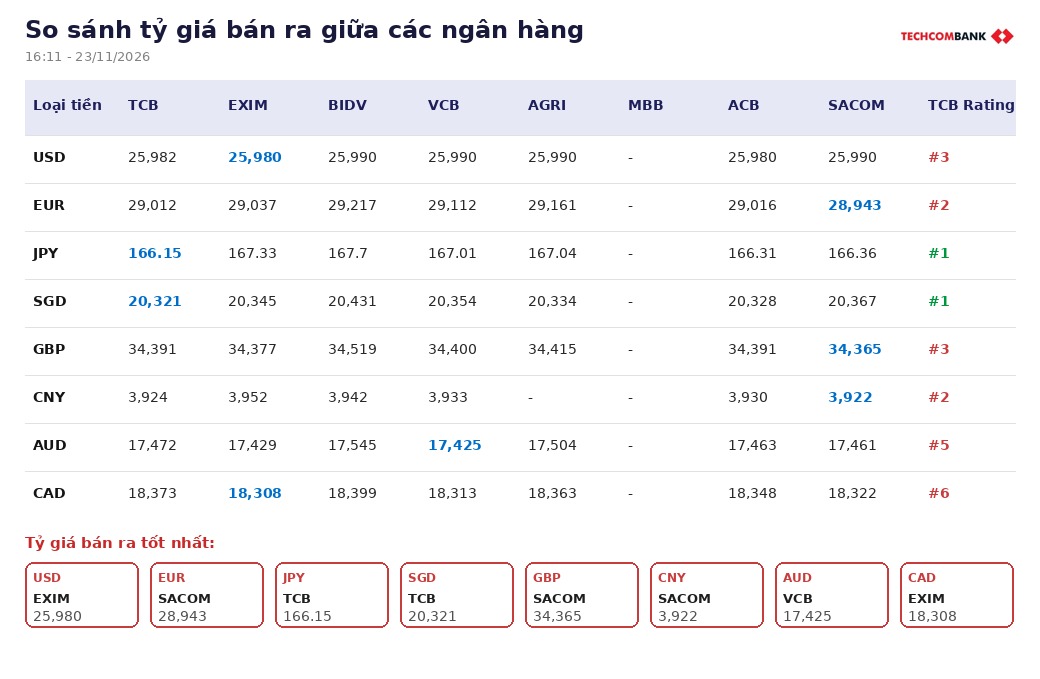 So sánh tỷ giá bán ra giữa các ngân hàng
TECHCOMBANK
16:11 - 23/11/2026
Loại tiền TCB EXIM BIDV VCB AGRI MBB ACB SACOM TCB Rating
USD 25,982 25,980 25,990 25,990 25,990 - 25,980 25,990 #3
EUR 29,012 29,037 29,217 29,112 29,161 - 29,016 28,943 #2
JPY 166.15 167.33 167.7 167.01 167.04 - 166.31 166.36 #1
SGD 20,321 20,345 20,431 20,354 20,334 - 20,328 20,367 #1
GBP 34,391 34,377 34,519 34,400 34,415 - 34,391 34,365 #3
CNY 3,924 3,952 3,942 3,933 - - 3,930 3,922 #2
AUD 17,472 17,429 17,545 17,425 17,504 - 17,463 17,461 #5
CAD 18,373 18,308 18,399 18,313 18,363 - 18,348 18,322 #6
Tỷ giá bán ra tốt nhất:
USD EUR JPY SGD GBP CNY AUD CAD
EXIM SACOM TCB TCB SACOM SACOM VCB EXIM
25,980 28,943 166.15 20,321 34,365 3,922 17,425 18,308